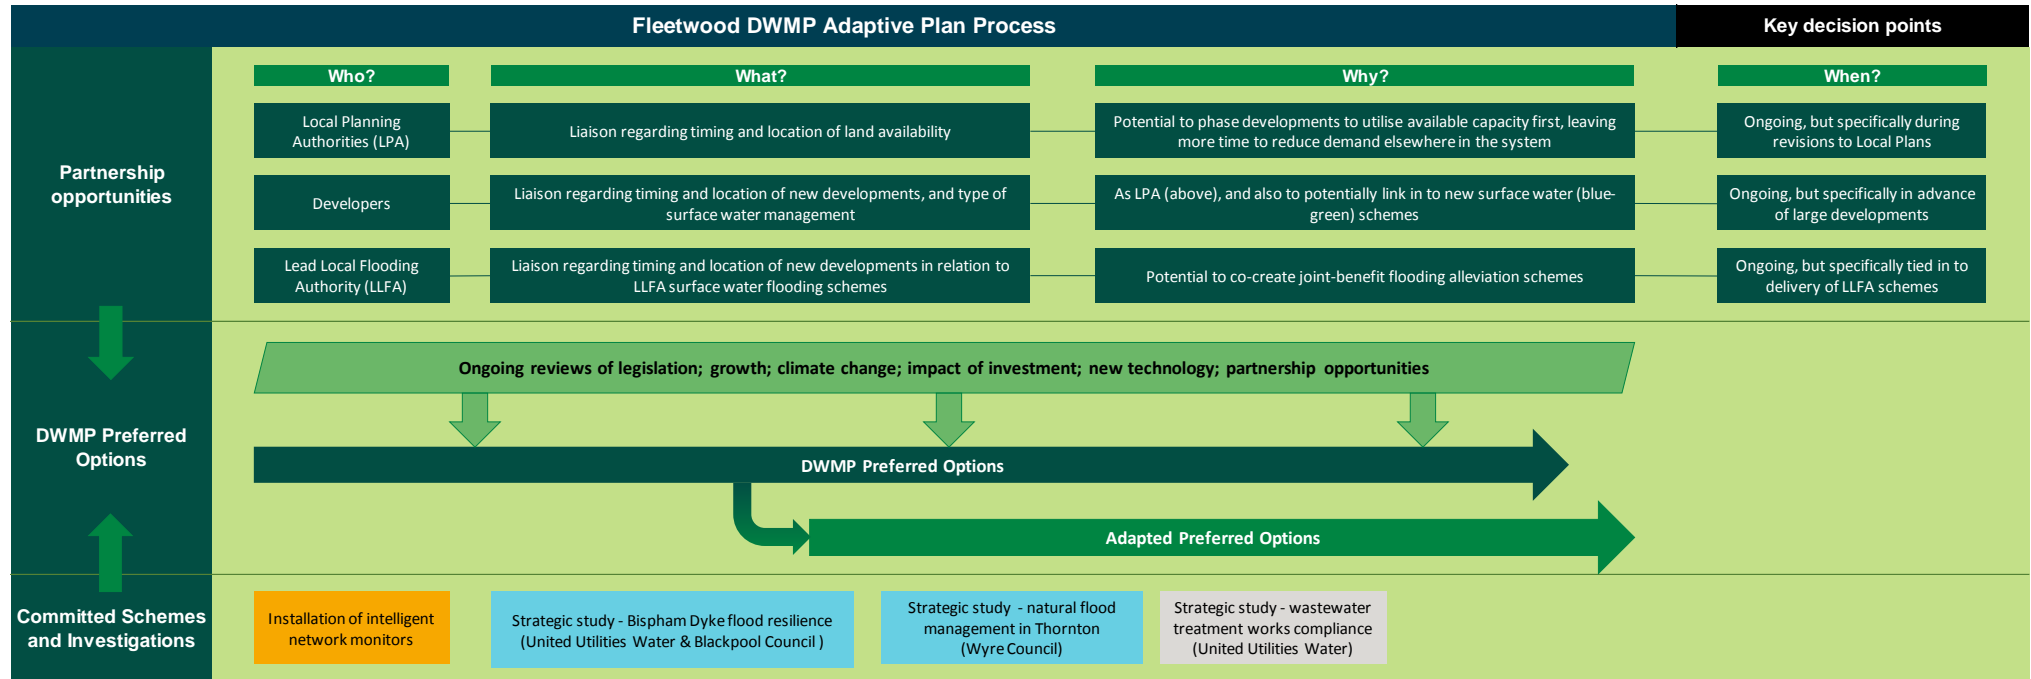 Fleetwood DWMP Adaptive Plan Process
Key decision points
Who?
What?
Why?
When?
Partnership
opportunities
Local Planning
Authorities (LPA)
Liaison regarding timing and location of land availability
Potential to phase developments to utilise available capacity first, leaving
more time to reduce demand elsewhere in the system
Ongoing, but specifically during
revisions to Local Plans
Developers
Liaison regarding timing and location of new developments, and type of
surface water management
As LPA (above), and also to potentially link in to new surface water (blue-
green) schemes
Ongoing, but specifically in advance
of large developments
Lead Local Flooding
Authority (LLFA)
Liaison regarding timing and location of new developments in relation to
LLFA surface water flooding schemes
Potential to co-create joint-benefit flooding alleviation schemes
Ongoing, but specifically tied in to
delivery of LLFA schemes
DWMP Preferred
Options
Ongoing reviews of legislation; growth; climate change; impact of investment; new technology; partnership opportunities
DWMP Preferred Options
Adapted Preferred Options
Committed Schemes
and Investigations
Installation of intelligent
network monitors
Strategic study - Bispham Dyke flood resilience
(United Utilities Water & Blackpool Council )
Strategic study - natural flood
management in Thornton
(Wyre Council)
Strategic study - wastewater
treatment works compliance
(United Utilities Water)